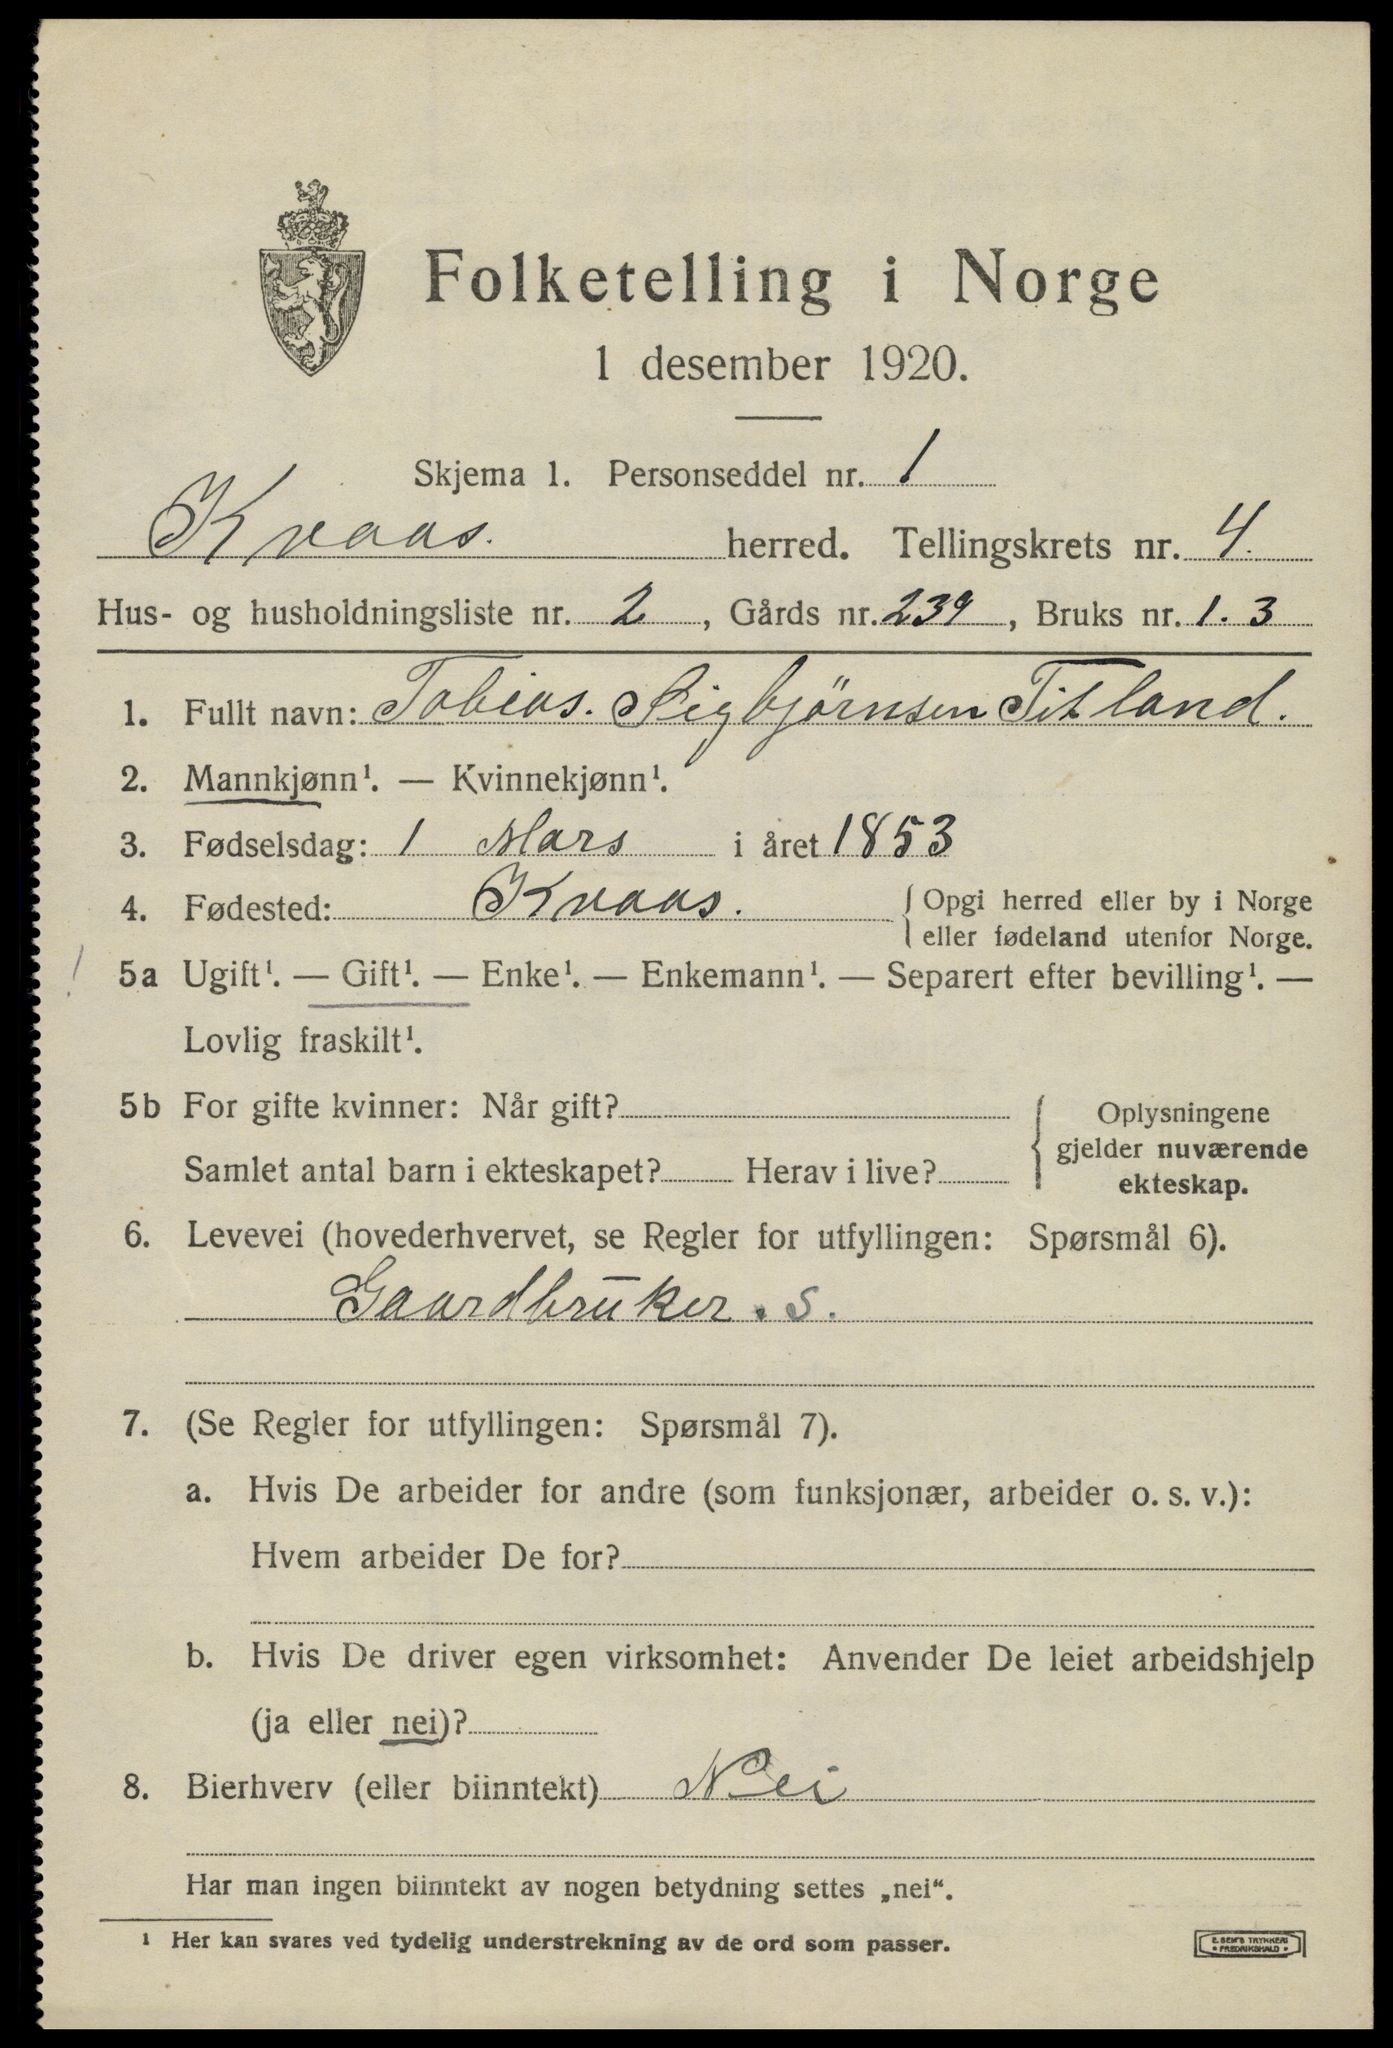 Folketelling i Norge
1 desember 1920.
Skjema 1. Personseddel nr. 1
Kvaas. herred. Tellingskrets nr. 4.
Hus- og husholdningsliste nr. 2, Gårds nr. 239, Bruks nr. 1. 3
1. Fullt navn: Tobias. Sigbjørnsen Titland.
2. Mannkjønn¹. — Kvinnekjønn¹.
3. Fødselsdag: 1 Mars i året 1853
4. Fødested: Kvaas. { Opgi herred eller by i Norge
eller fødeland utenfor Norge.
5a Ugift¹. — Gift¹. — Enke¹. — Enkemann¹. — Separert efter bevilling¹. —
Lovlig fraskilt¹.
5b For gifte kvinner: Når gift? { Oplysningene
gjelder nuværende
Samlet antal barn i ekteskapet? Herav i live?
ekteskap.
6. Levevei (hovederhvervet, se Regler for utfyllingen: Spørsmål 6).
Gaardbruker. S.
7. (Se Regler for utfyllingen: Spørsmål 7).
a. Hvis De arbeider for andre (som funksjonær, arbeider o. s. v.):
Hvem arbeider De for?
b. Hvis De driver egen virksomhet: Anvender De leiet arbeidshjelp
(ja eller nei)?
8. Bierhverv (eller biinntekt) Nei
Har man ingen biinntekt av nogen betydning settes „nei“.
¹ Her kan svares ved tydelig understrekning av de ord som passer.
E. SEM'S TRYKKERI
• FREDRIKSHALD •